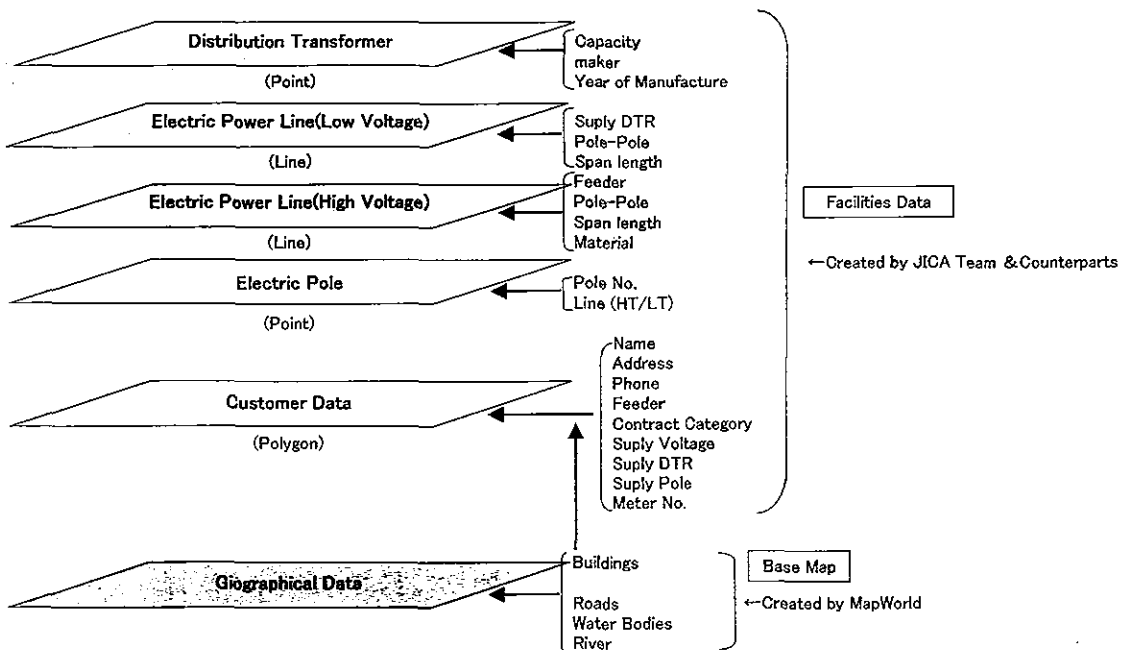 Distribution Transformer
(Point)
Capacity
maker
Year of Manufacture
Electric Power Line(Low Voltage)
(Line)
Suply DTR
Pole-Pole
Span length
Electric Power Line(High Voltage)
(Line)
Feeder
Pole-Pole
Span length
Material
Electric Pole
(Point)
Pole No.
Line (HT/LT)
Facilities Data
←Created by JICA Team &Counterparts
Customer Data
(Polygon)
Name
Address
Phone
Feeder
Contract Category
Suply Voltage
Suply DTR
Suply Pole
Meter No.
Giographical Data
Buildings
Roads
Water Bodies
River
Base Map
←Created by MapWorld